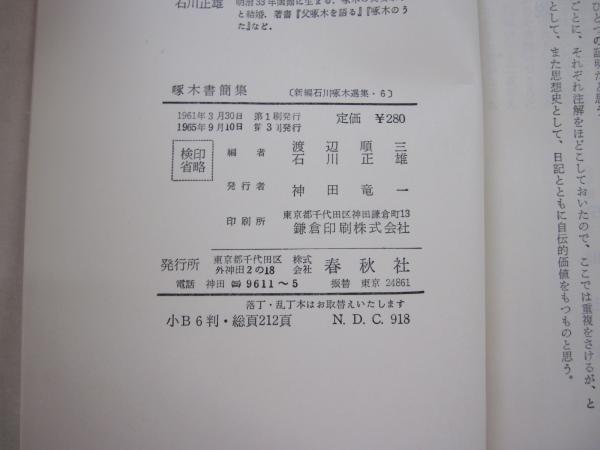 石川正雄
と結婚．著書『父啄木を語る』『啄木のう
た』など．
啄木書簡集
〔新編石川啄木選集・6〕
1961年3月30日 第1刷発行
1965年9月10日 第3刷発行
定価 ¥280
検印
省略
編者
渡辺順三
石川正雄
発行者 神田竜一
印刷所
東京都千代田区神田鎌倉町13
鎌倉印刷株式会社
発行所
東京都千代田区
外神田2の18
株式
会社
春秋社
電話 神田 9611～5
振替 東京 24861
落丁・乱丁本はお取替えいたします
小B6判・総頁212頁
N.D.C. 918
ひとつの証明だと思う。
ごとに、それぞれ注解をほどこしておいたので、ここでは重複をさけるが、と
として、また思想史として、日記とともに自伝的価値をもつものと思う。